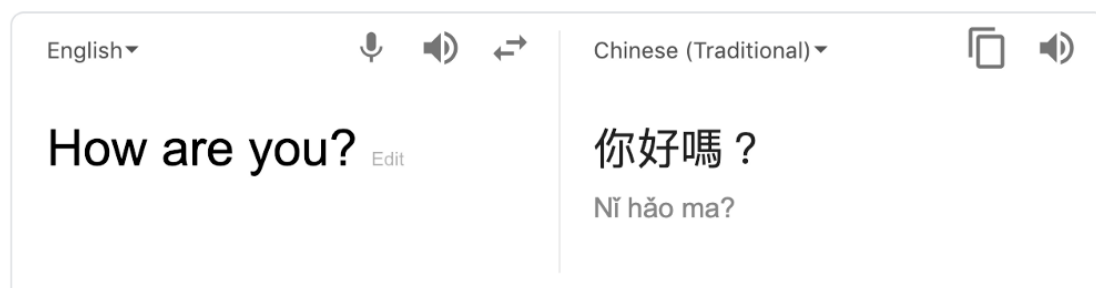 English
Chinese (Traditional)
How are you? Edit
你好嗎？
Nǐ hǎo ma?